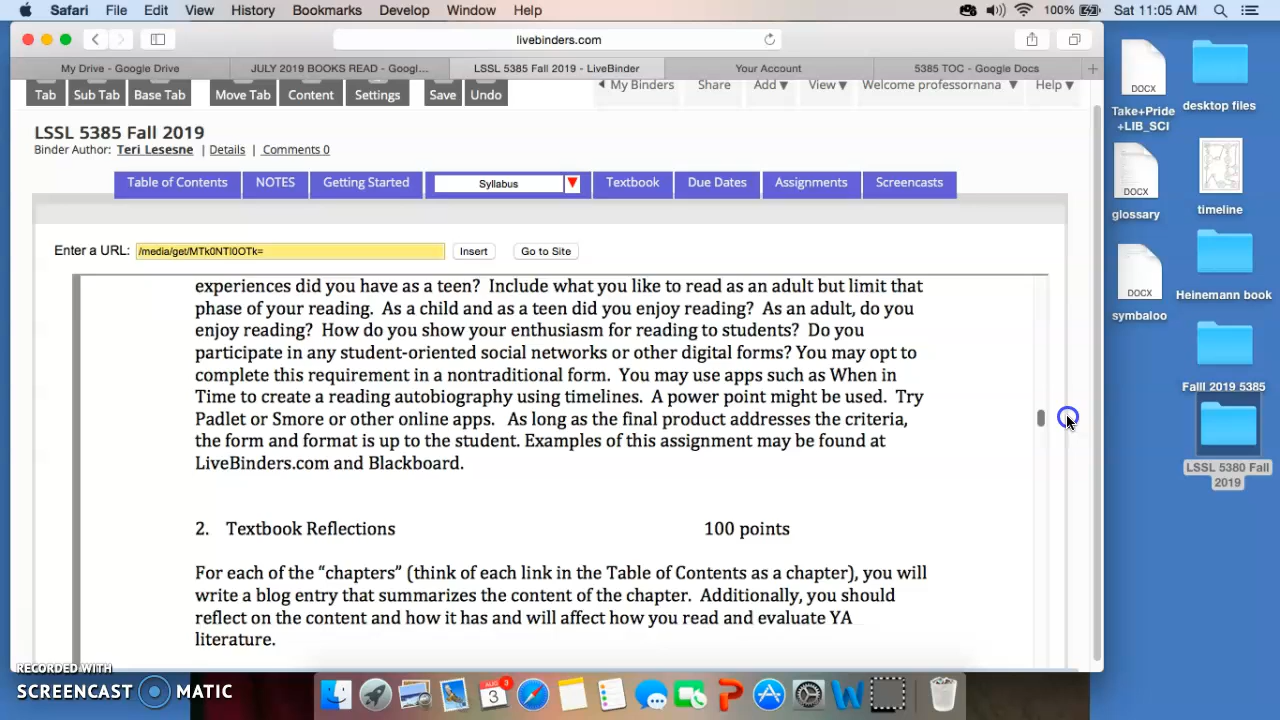 Safari File Edit View History Bookmarks Develop Window Help 100% Sat 11:05 AM
livebinders.com
My Drive - Google Drive JULY 2019 BOOKS READ - Googl... LSSL 5385 Fall 2019 - LiveBinder Your Account 5385 TOC - Google Docs
Tab Sub Tab Base Tab Move Tab Content Settings Save Undo My Binders Share Add View Welcome professornana Help
LSSL 5385 Fall 2019
Binder Author: Teri Lesesne | Details | Comments 0
Table of Contents NOTES Getting Started Syllabus Textbook Due Dates Assignments Screencasts
Enter a URL: /media/get/MTk0NTI0OTk= Insert Go to Site
experiences did you have as a teen? Include what you like to read as an adult but limit that
phase of your reading. As a child and as a teen did you enjoy reading? As an adult, do you
enjoy reading? How do you show your enthusiasm for reading to students? Do you
participate in any student-oriented social networks or other digital forms? You may opt to
complete this requirement in a nontraditional form. You may use apps such as When in
Time to create a reading autobiography using timelines. A power point might be used. Try
Padlet or Smore or other online apps. As long as the final product addresses the criteria,
the form and format is up to the student. Examples of this assignment may be found at
LiveBinders.com and Blackboard.
2. Textbook Reflections 100 points
For each of the “chapters” (think of each link in the Table of Contents as a chapter), you will
write a blog entry that summarizes the content of the chapter. Additionally, you should
reflect on the content and how it has and will affect how you read and evaluate YA
literature.
DOCX
Take+Pride
+LIB_SCI
desktop files
DOCX
glossary
timeline
DOCX
symbaloo
Heinemann book
Falll 2019 5385
LSSL 5380 Fall
2019
RECORDED WITH
SCREENCAST MATIC
AUG
3
3